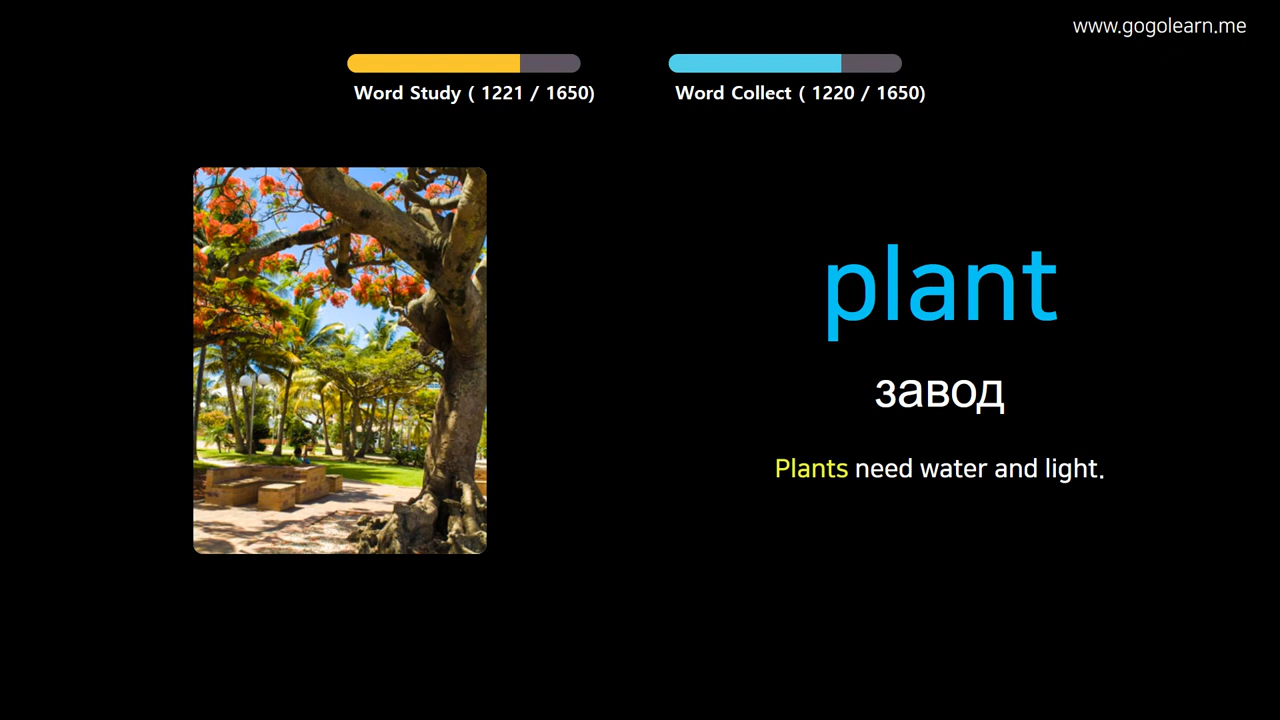 www.gogolearn.me
Word Study ( 1221 / 1650)
Word Collect ( 1220 / 1650)
plant
завод
Plants need water and light.